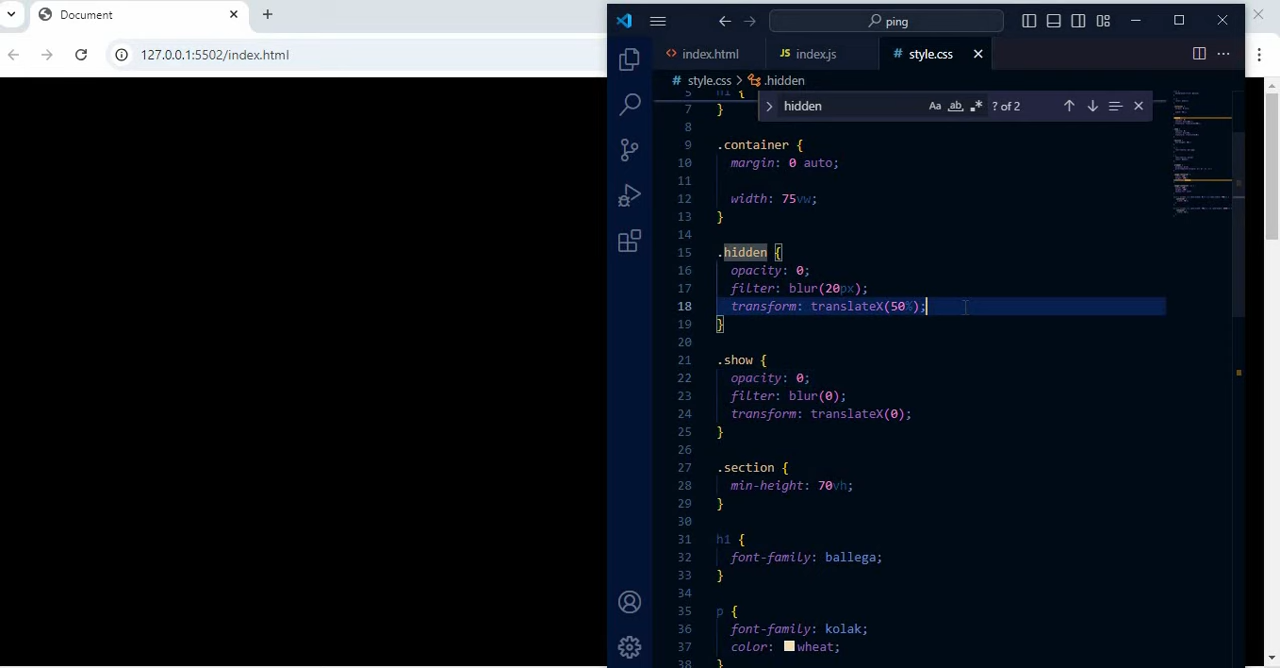 Document
127.0.0.1:5502/index.html
ping
index.html
JS index.js
# style.css
# style.css > .hidden
hidden
Aa ab ? of 2
7 }
8
9 .container {
10 margin: 0 auto;
11
12 width: 75vw;
13 }
14
15 .hidden {
16 opacity: 0;
17 filter: blur(20px);
18 transform: translateX(50%);
19 }
20
21 .show {
22 opacity: 0;
23 filter: blur(0);
24 transform: translateX(0);
25 }
26
27 .section {
28 min-height: 70vh;
29 }
30
31 h1 {
32 font-family: ballega;
33 }
34
35 p {
36 font-family: kolak;
37 color: wheat;
38 }